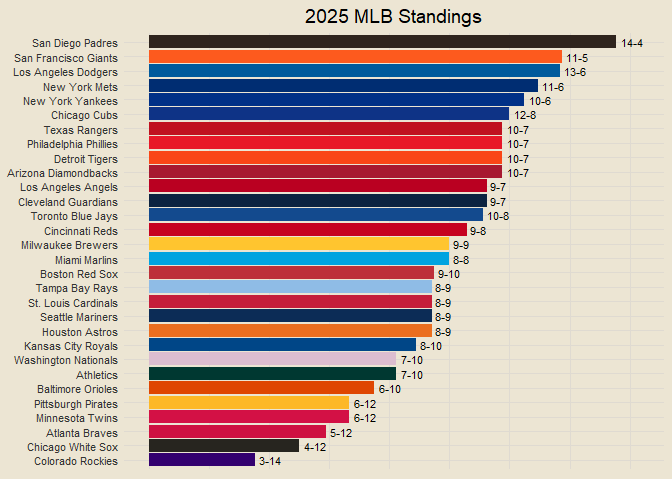 2025 MLB Standings
San Diego Padres 14-4
San Francisco Giants 11-5
Los Angeles Dodgers 13-6
New York Mets 11-6
New York Yankees 10-6
Chicago Cubs 12-8
Texas Rangers 10-7
Philadelphia Phillies 10-7
Detroit Tigers 10-7
Arizona Diamondbacks 10-7
Los Angeles Angels 9-7
Cleveland Guardians 9-7
Toronto Blue Jays 10-8
Cincinnati Reds 9-8
Milwaukee Brewers 9-9
Miami Marlins 8-8
Boston Red Sox 9-10
Tampa Bay Rays 8-9
St. Louis Cardinals 8-9
Seattle Mariners 8-9
Houston Astros 8-9
Kansas City Royals 8-10
Washington Nationals 7-10
Athletics 7-10
Baltimore Orioles 6-10
Pittsburgh Pirates 6-12
Minnesota Twins 6-12
Atlanta Braves 5-12
Chicago White Sox 4-12
Colorado Rockies 3-14